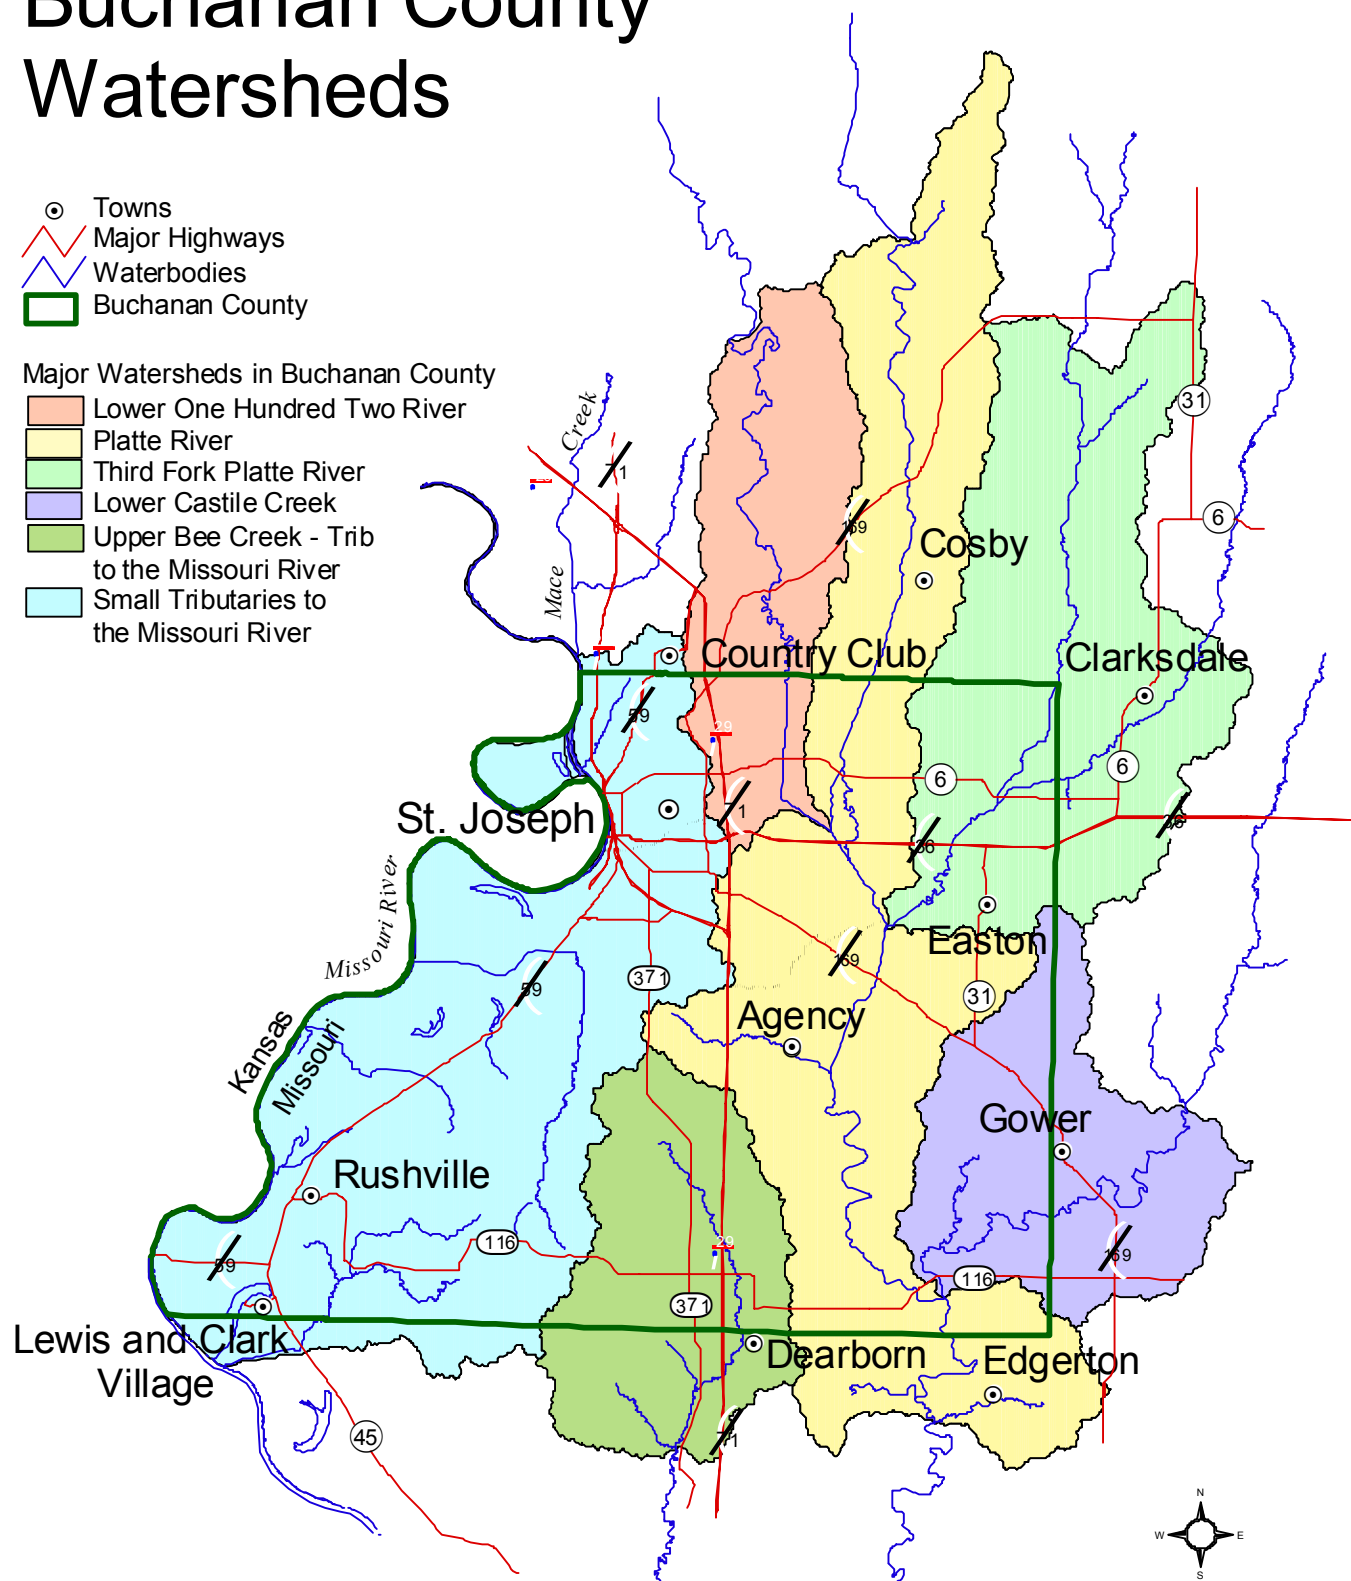 Buchanan County
Watersheds
Towns
Major Highways
Waterbodies
Buchanan County
Major Watersheds in Buchanan County
Lower One Hundred Two River
Platte River
Third Fork Platte River
Lower Castile Creek
Upper Bee Creek - Trib
to the Missouri River
Small Tributaries to
the Missouri River
Mace Creek
71
31
6
169
Cosby
Country Club
Clarksdale
59
29
6
6
71
St. Joseph
36
36
Missouri River
Easton
169
371
59
31
Agency
Kansas
Missouri
Gower
Rushville
116
59
29
169
116
371
Lewis and Clark
Village
Dearborn
Edgerton
45
71
N
W
E
S